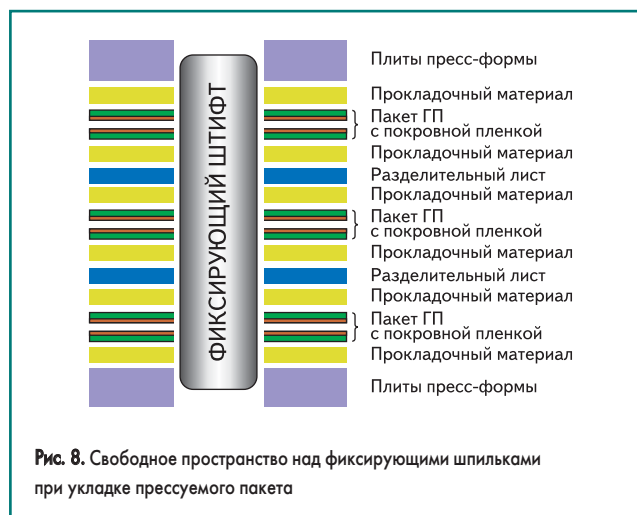 ФИКСИРУЮЩИЙ ШТИФТ
Плиты пресс-формы
Прокладочный материал
Пакет ГП
с покровной пленкой
Прокладочный материал
Разделительный лист
Прокладочный материал
Пакет ГП
с покровной пленкой
Прокладочный материал
Разделительный лист
Прокладочный материал
Пакет ГП
с покровной пленкой
Прокладочный материал
Плиты пресс-формы
Рис. 8. Свободное пространство над фиксирующими шпильками
при укладке прессуемого пакета